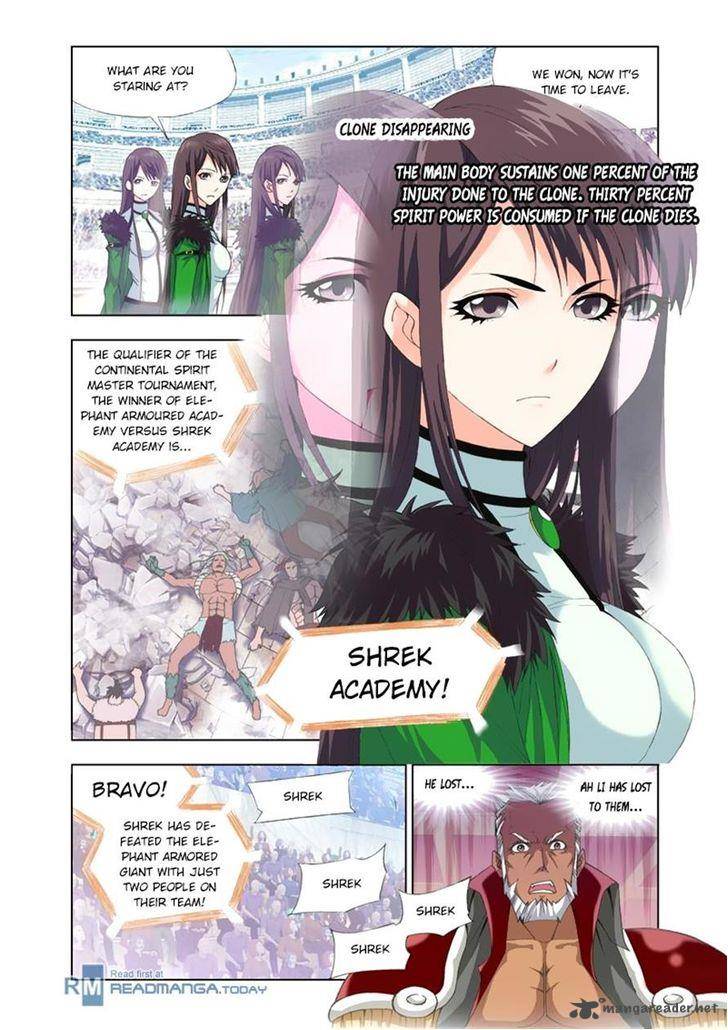 WHAT ARE YOU
STARING AT?
WE WON, NOW IT'S
TIME TO LEAVE.
CLONE DISAPPEARING
THE MAIN BODY SUSTAINS ONE PERCENT OF THE
INJURY DONE TO THE CLONE. THIRTY PERCENT
SPIRIT POWER IS CONSUMED IF THE CLONE DIES.
THE QUALIFIER OF THE
CONTINENTAL SPIRIT
MASTER TOURNAMENT,
THE WINNER OF ELE-
PHANT ARMOURED ACAD-
EMY VERSUS SHREK
ACADEMY IS...
SHREK
ACADEMY!
BRAVO!
SHREK HAS DE-
FEATED THE ELE-
PHANT ARMORED
GIANT WITH JUST
TWO PEOPLE ON
THEIR TEAM!
SHREK
SHREK
SHREK
SHREK
HE LOST...
AH LI HAS LOST
TO THEM...
Read first at
RM READMANGA.TODAY
mangareader.net